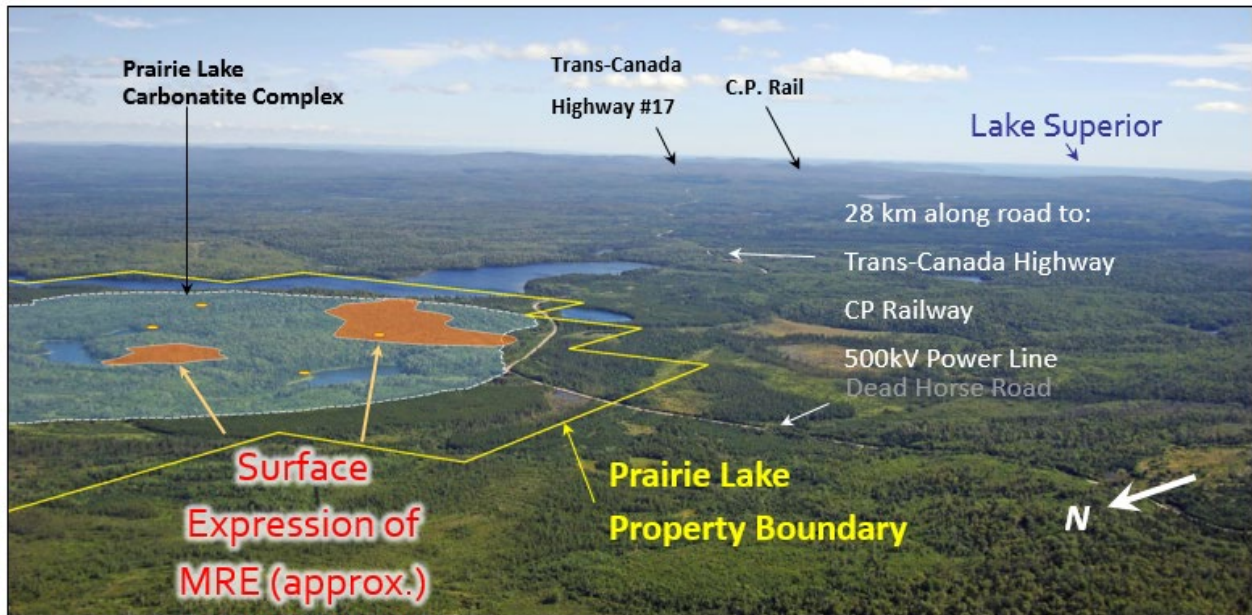 Prairie Lake
Carbonatite Complex
Trans-Canada
Highway #17
C.P. Rail
Lake Superior
28 km along road to:
Trans-Canada Highway
CP Railway
500kV Power Line
Dead Horse Road
Surface
Expression of
MRE (approx.)
Prairie Lake
Property Boundary
N